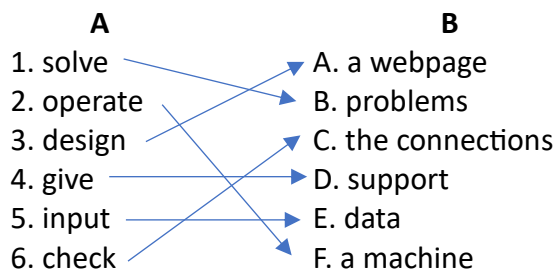 A B
1. solve A. a webpage
2. operate B. problems
3. design C. the connections
4. give D. support
5. input E. data
6. check F. a machine